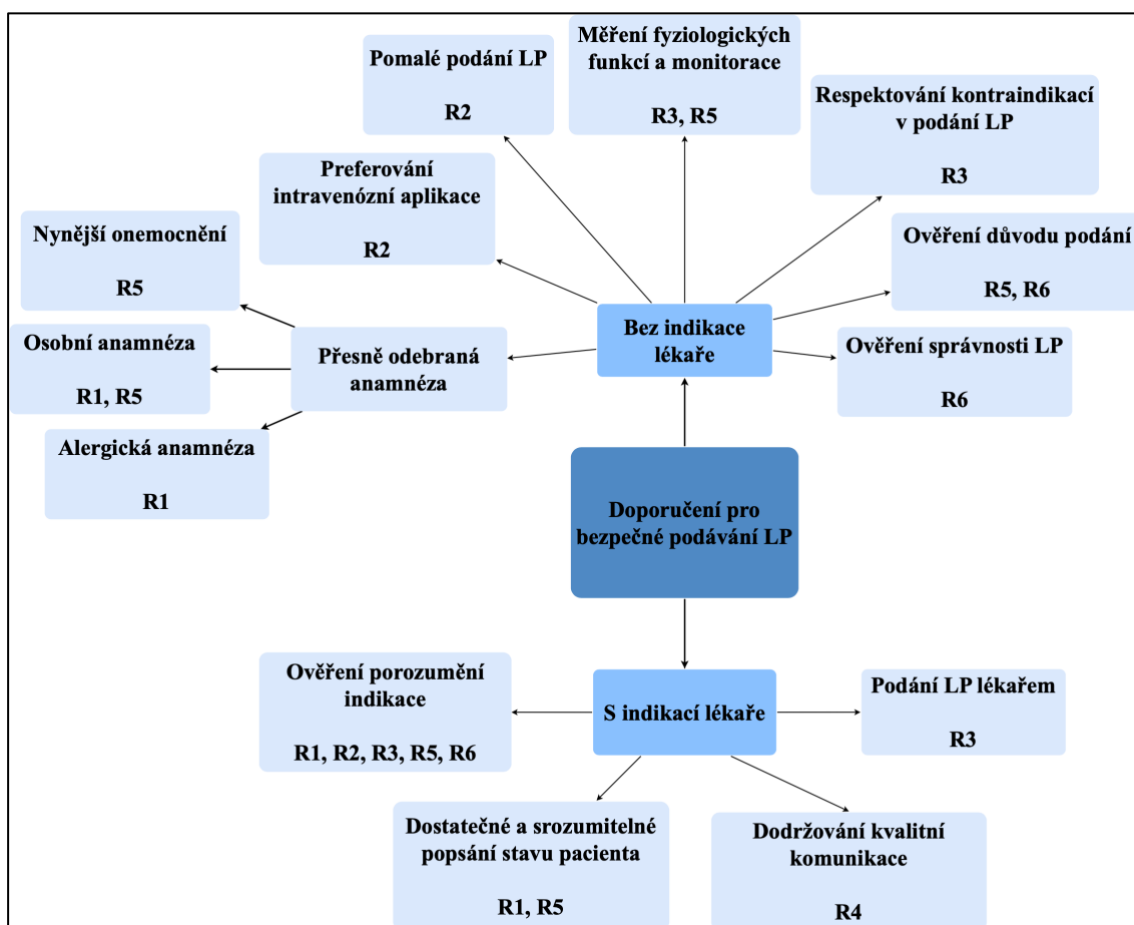 Měření fyziologických
funkcí a monitorace
R3, R5
Pomalé podání LP
R2
Respektování kontraindikací
v podání LP
R3
Preferování
intravenózní aplikace
R2
Nynější onemocnění
R5
Ověření důvodu podání
R5, R6
Bez indikace
lékaře
Osobní anamnéza
R1, R5
Přesně odebraná
anamnéza
Ověření správnosti LP
R6
Alergická anamnéza
R1
Doporučení pro
bezpečné podávání LP
Ověření porozumění
indikace
R1, R2, R3, R5, R6
S indikací lékaře
Podání LP lékařem
R3
Dostatečné a srozumitelné
popsání stavu pacienta
R1, R5
Dodržování kvalitní
komunikace
R4